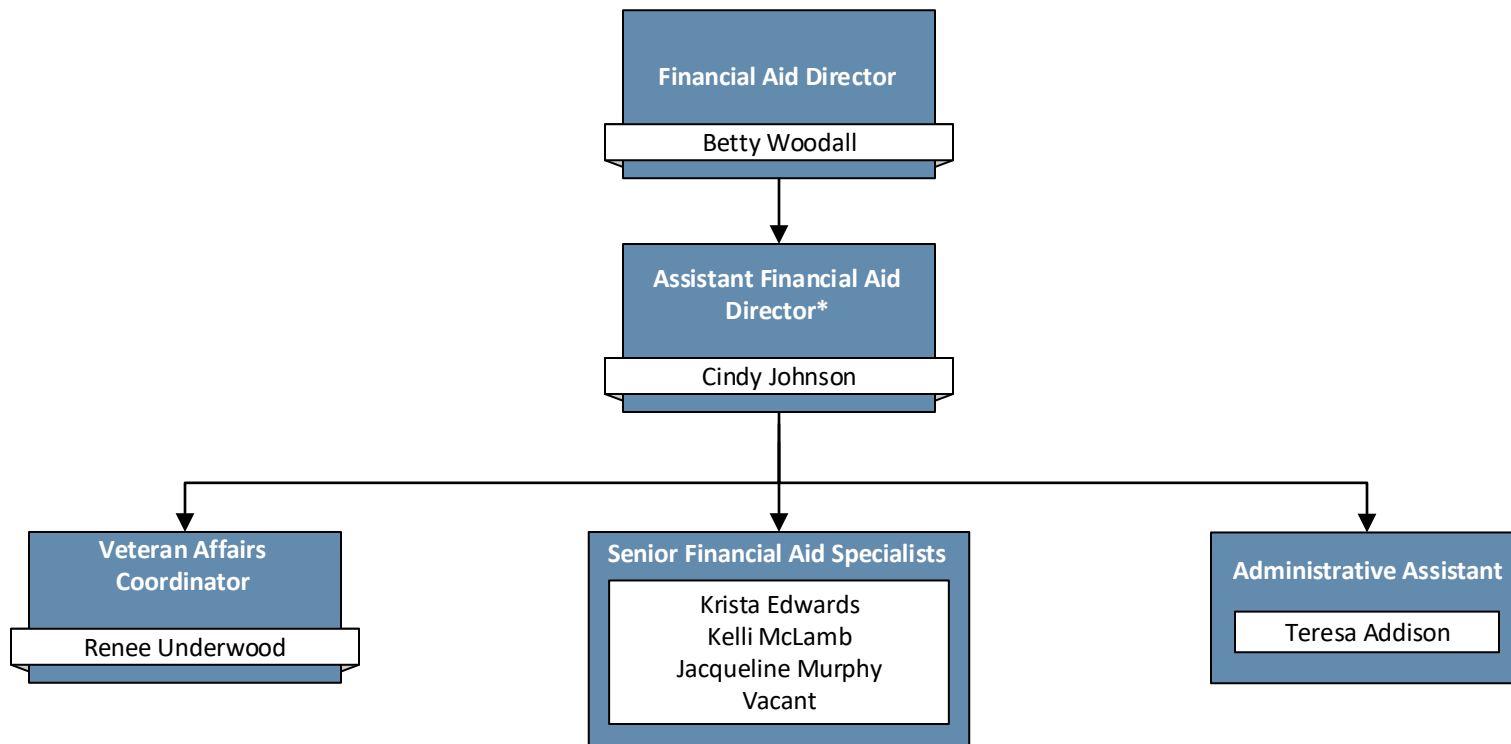 Financial Aid Director
Betty Woodall
Assistant Financial Aid
Director*
Cindy Johnson
Veteran Affairs
Coordinator
Renee Underwood
Senior Financial Aid Specialists
Krista Edwards
Kelli McLamb
Jacqueline Murphy
Vacant
Administrative Assistant
Teresa Addison